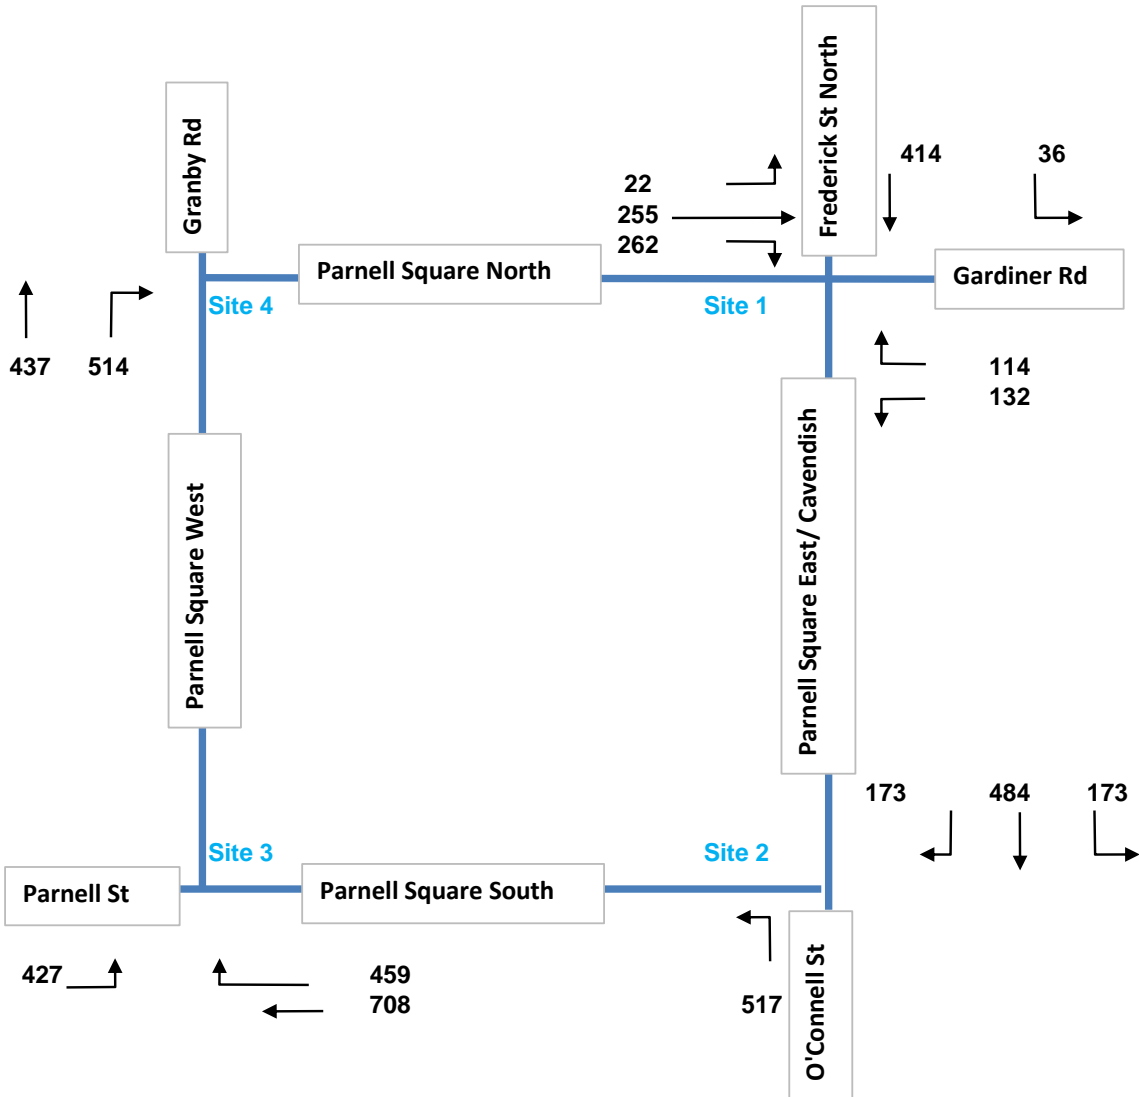 Frederick St North
Granby Rd
414
36
22
255
262
Parnell Square North
Gardiner Rd
Site 4
Site 1
437
514
114
132
Parnell Square West
Parnell Square East/ Cavendish
173
484
173
Site 3
Site 2
Parnell St
Parnell Square South
427
459
708
517
O'Connell St